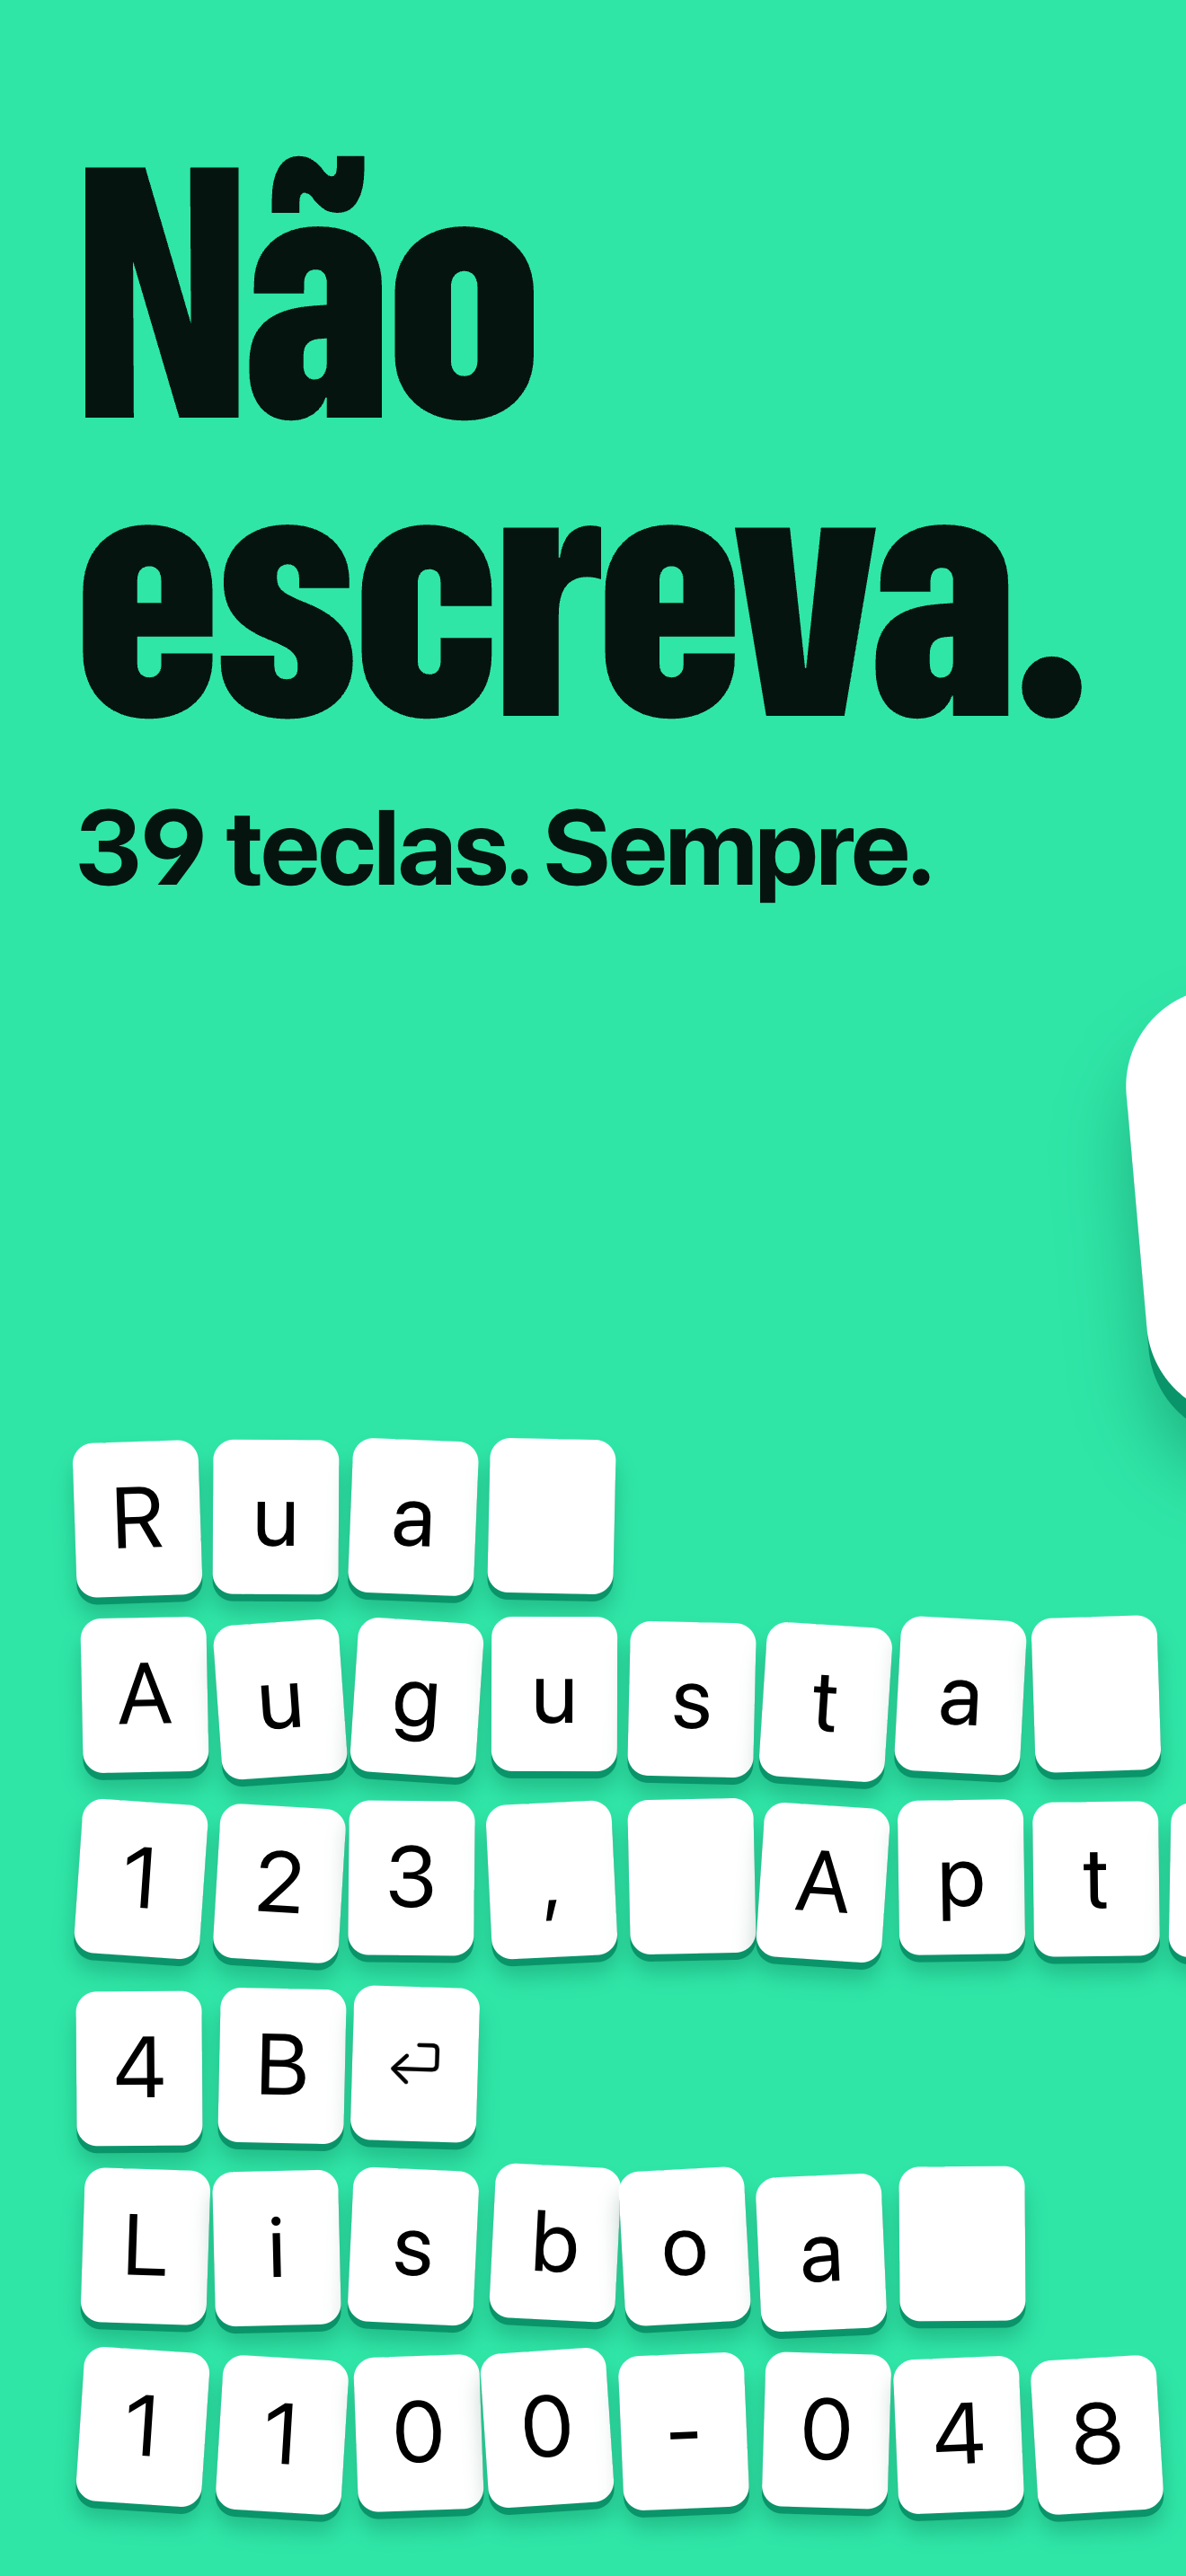 Não
escreva.
39 teclas. Sempre.
Rua
Augusta
123, Apt
4B⏎
Lisboa
1100-048